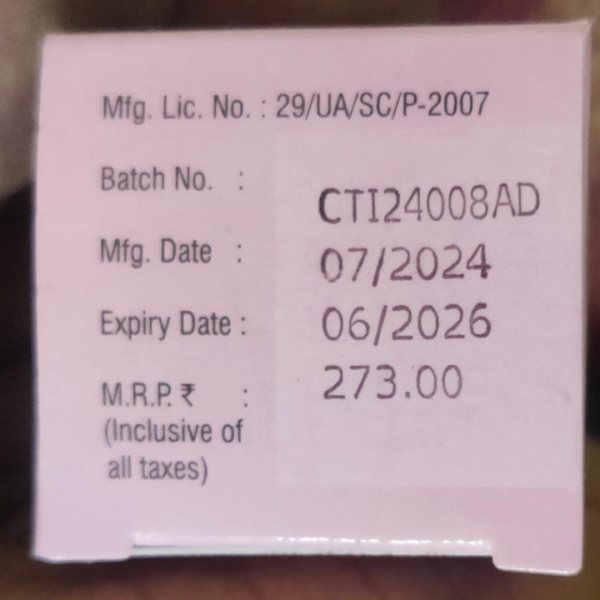 Mfg. Lic. No. : 29/UA/SC/P-2007
Batch No. : CTI24008AD
Mfg. Date : 07/2024
Expiry Date : 06/2026
M.R.P. ₹ : 273.00
(Inclusive of
all taxes)